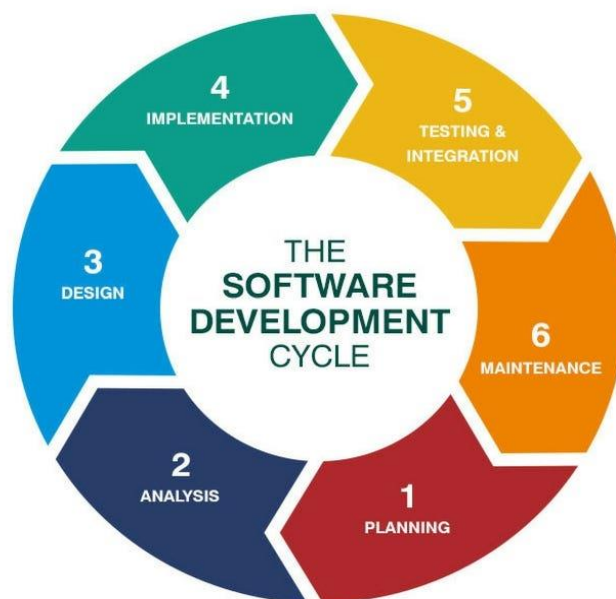 THE
SOFTWARE
DEVELOPMENT
CYCLE
1
PLANNING
2
ANALYSIS
3
DESIGN
4
IMPLEMENTATION
5
TESTING &
INTEGRATION
6
MAINTENANCE